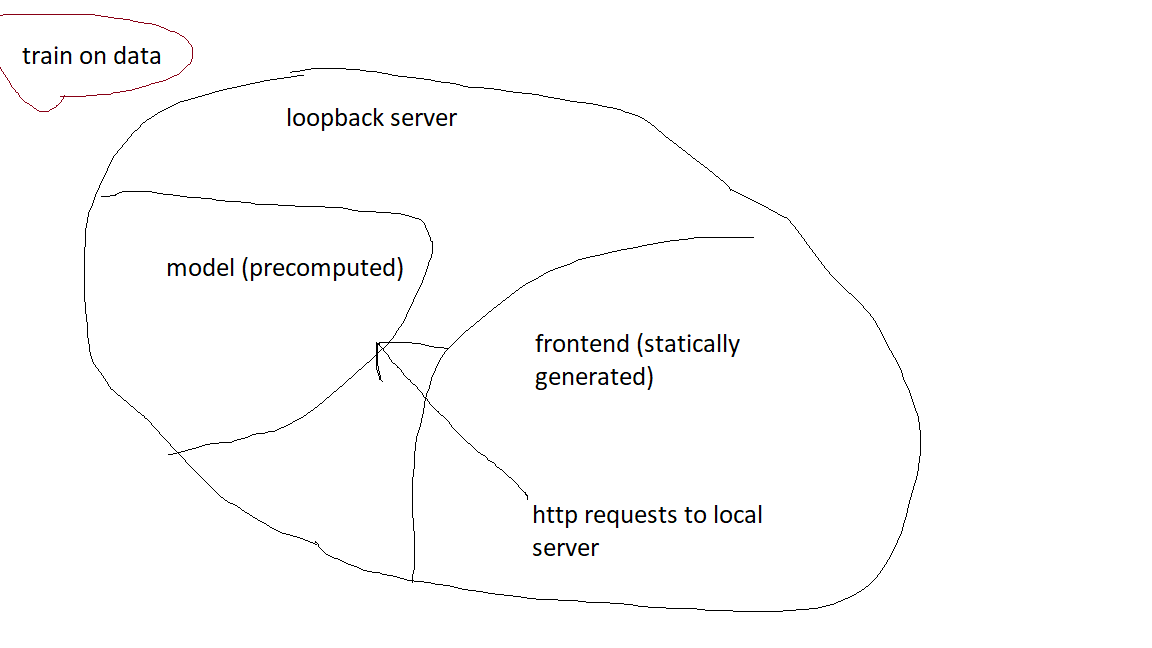 train on data
loopback server
model (precomputed)
frontend (statically
generated)
http requests to local
server